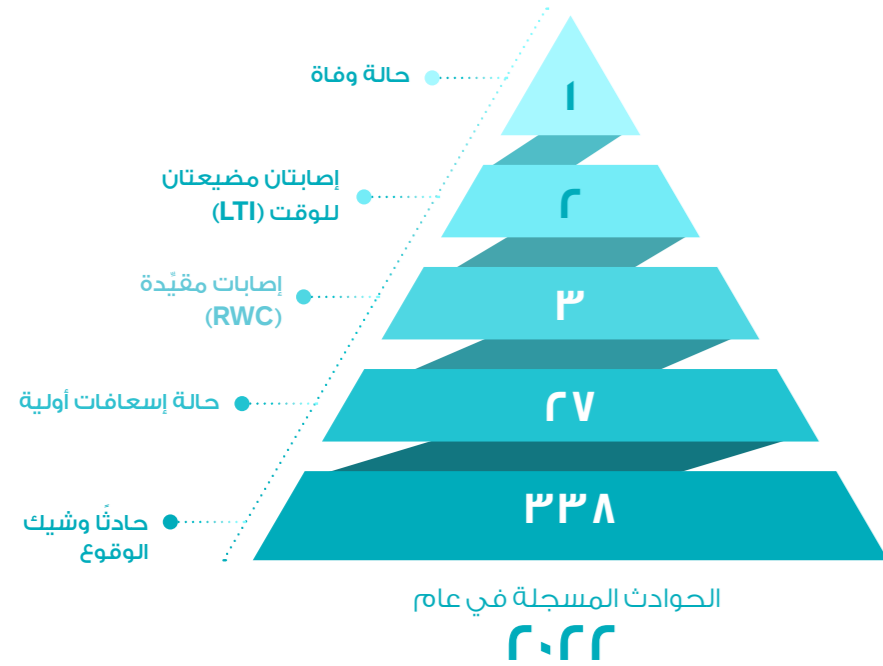 ١
حالة وفاة
٢
إصابتان مضيعتان
للوقت (LTI)
٣
إصابات مقيّدة
(RWC)
٢٧
حالة إسعافات أولية
٣٣٨
حادثًا وشيك
الوقوع
الحوادث المسجلة في عام
٢٠٢٢